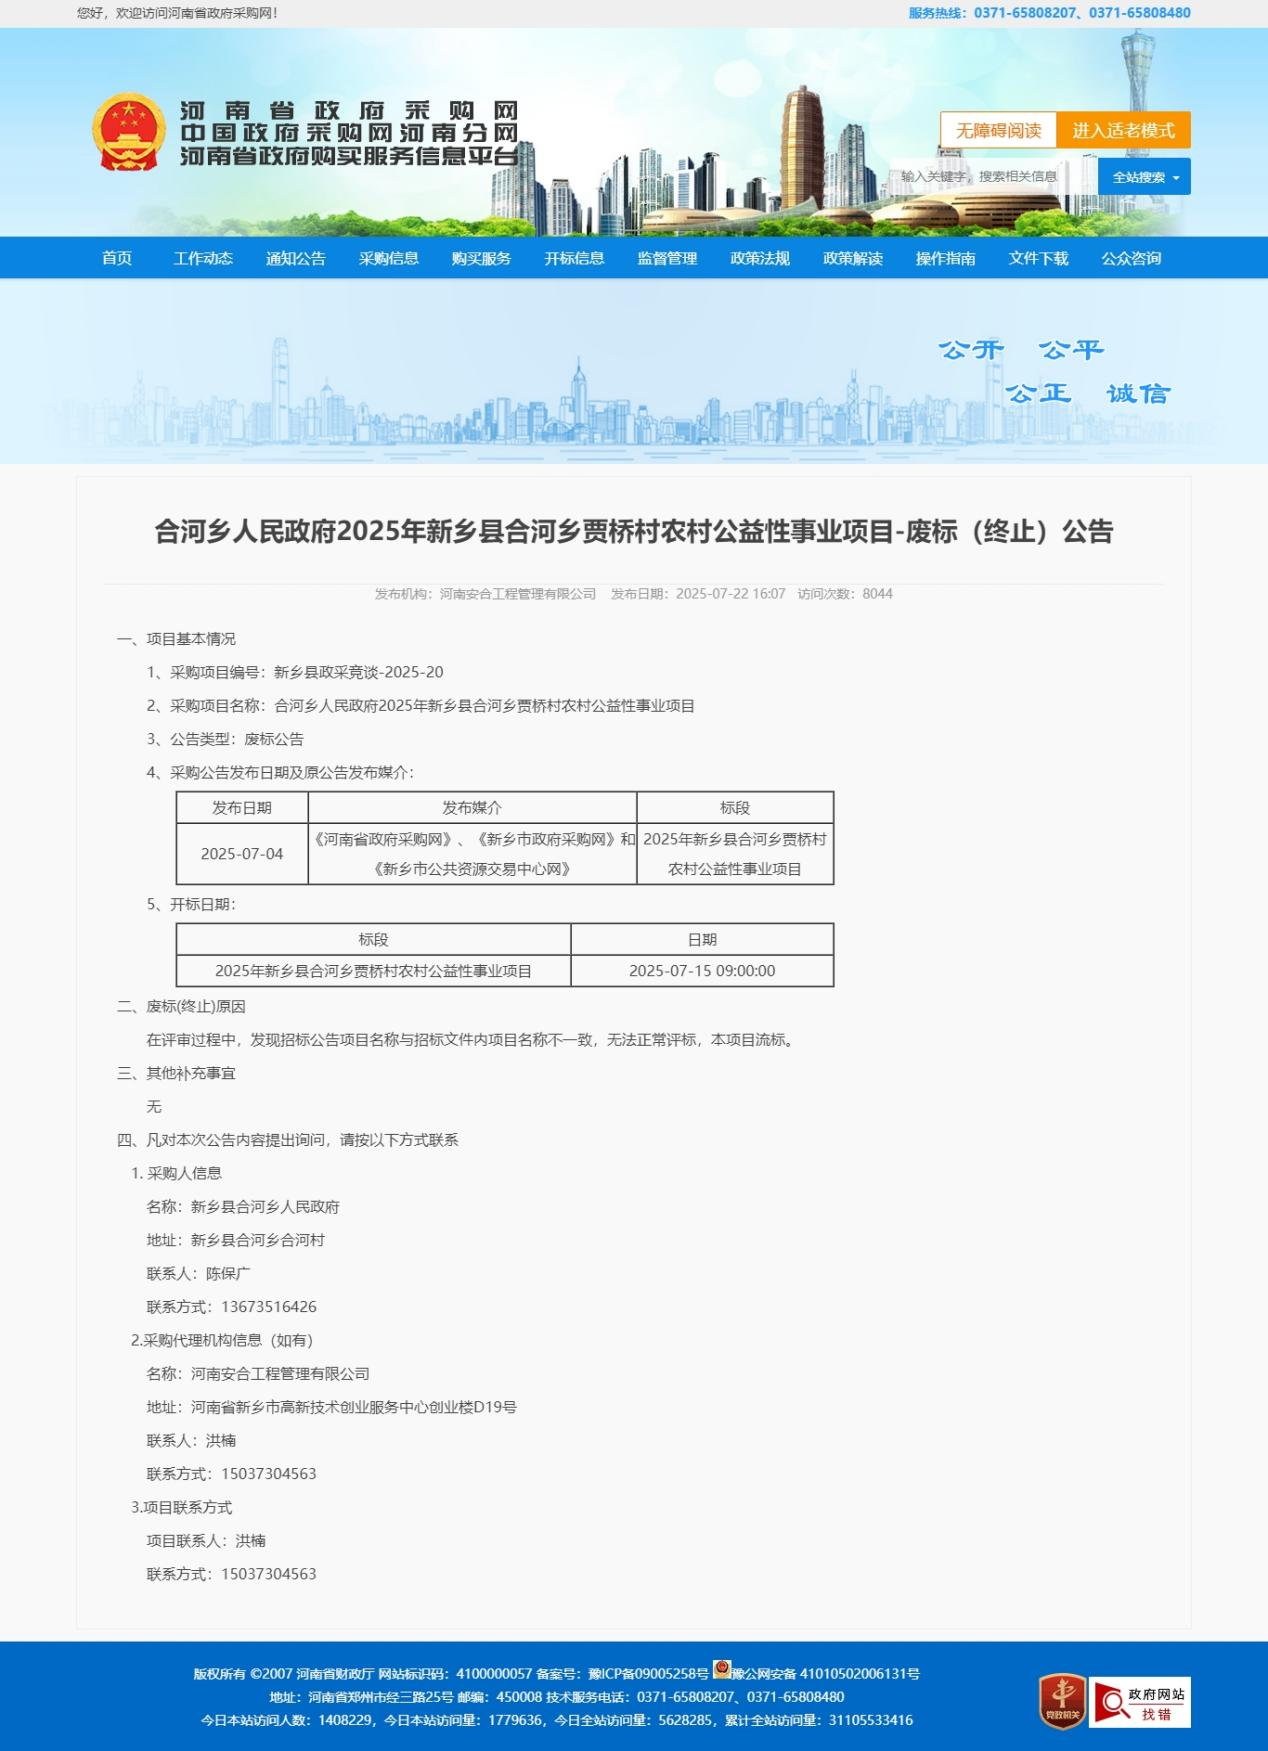 您好，欢迎访问河南省政府采购网！
服务热线：0371-65808207、0371-65808480
河南省政府采购网
中国政府采购网河南分网
河南省政府购买服务信息平台
无障碍阅读 进入适老模式
输入关键字，搜索相关信息 全站搜索
首页 工作动态 通知公告 采购信息 购买服务 开标信息 监督管理 政策法规 政策解读 操作指南 文件下载 公众咨询
公开 公平
公正 诚信
合河乡人民政府2025年新乡县合河乡贾桥村农村公益性事业项目-废标（终止）公告
发布机构：河南安合工程管理有限公司 发布日期：2025-07-22 16:07 访问次数：8044
一、项目基本情况
1、采购项目编号：新乡县政采竞谈-2025-20
2、采购项目名称：合河乡人民政府2025年新乡县合河乡贾桥村农村公益性事业项目
3、公告类型：废标公告
4、采购公告发布日期及原公告发布媒介：
发布日期 发布媒介 标段
2025-07-04 《河南省政府采购网》、《新乡市政府采购网》和 2025年新乡县合河乡贾桥村
《新乡市公共资源交易中心网》 农村公益性事业项目
5、开标日期：
标段 日期
2025年新乡县合河乡贾桥村农村公益性事业项目 2025-07-15 09:00:00
二、废标(终止)原因
在评审过程中，发现招标公告项目名称与招标文件内项目名称不一致，无法正常评标，本项目流标。
三、其他补充事宜
无
四、凡对本次公告内容提出询问，请按以下方式联系
1. 采购人信息
名称：新乡县合河乡人民政府
地址：新乡县合河乡合河村
联系人：陈保广
联系方式：13673516426
2.采购代理机构信息（如有）
名称：河南安合工程管理有限公司
地址：河南省新乡市高新技术创业服务中心创业楼D19号
联系人：洪楠
联系方式：15037304563
3.项目联系方式
项目联系人：洪楠
联系方式：15037304563
版权所有 ©2007 河南省财政厅 网站标识码：4100000057 备案号：豫ICP备09005258号 豫公网安备 41010502006131号
地址：河南省郑州市经三路25号 邮编：450008 技术服务电话：0371-65808207、0371-65808480
今日本站访问人数：1408229，今日本站访问量：1779636，今日全站访问量：5628285，累计全站访问量：31105533416
党政机关
政府网站
找错